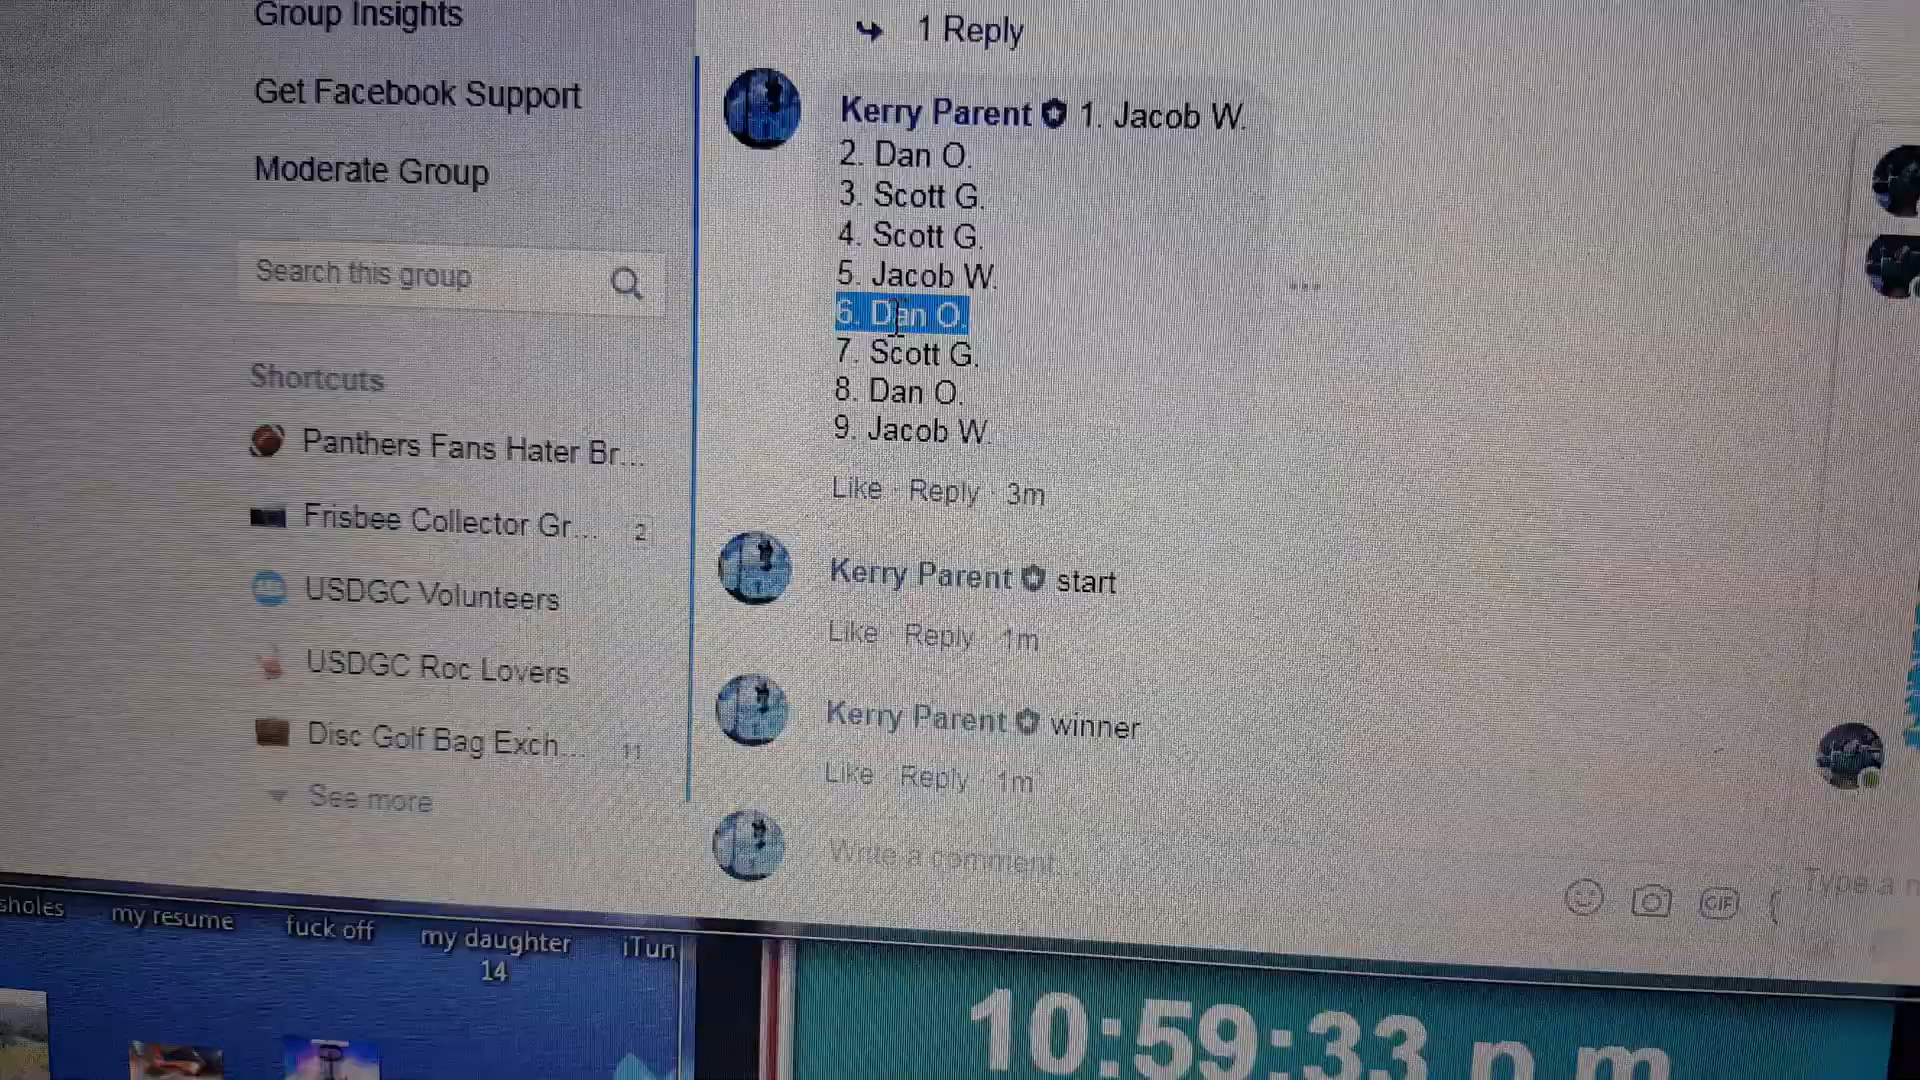 Group Insights
Get Facebook Support
Moderate Group
Search this group
Shortcuts
Panthers Fans Hater Br...
Frisbee Collector Gr... 2
USDGC Volunteers
USDGC Roc Lovers
Disc Golf Bag Exch... 11
See more
1 Reply
Kerry Parent 1. Jacob W.
2. Dan O.
3. Scott G.
4. Scott G.
5. Jacob W.
6. Dan O.
7. Scott G.
8. Dan O.
9. Jacob W.
Like · Reply · 3m
Kerry Parent start
Like · Reply · 1m
Kerry Parent winner
Like · Reply · 1m
Write a comment...
GIF
Type a m
sholes
my resume
fuck off
my daughter
14
iTun
10:59:33 p m